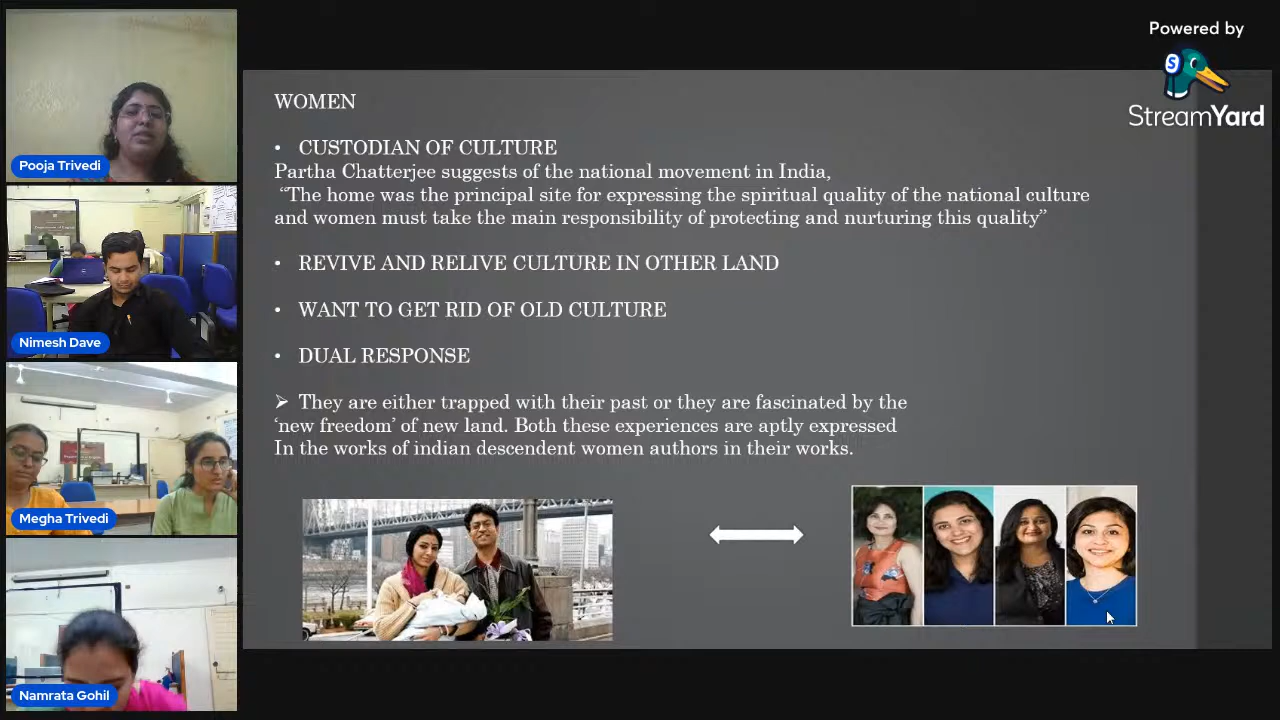 Powered by
S
StreamYard
Pooja Trivedi
Nimesh Dave
Megha Trivedi
Namrata Gohil
WOMEN
• CUSTODIAN OF CULTURE
Partha Chatterjee suggests of the national movement in India,
“The home was the principal site for expressing the spiritual quality of the national culture
and women must take the main responsibility of protecting and nurturing this quality”
• REVIVE AND RELIVE CULTURE IN OTHER LAND
• WANT TO GET RID OF OLD CULTURE
• DUAL RESPONSE
➢ They are either trapped with their past or they are fascinated by the
‘new freedom’ of new land. Both these experiences are aptly expressed
In the works of indian descendent women authors in their works.